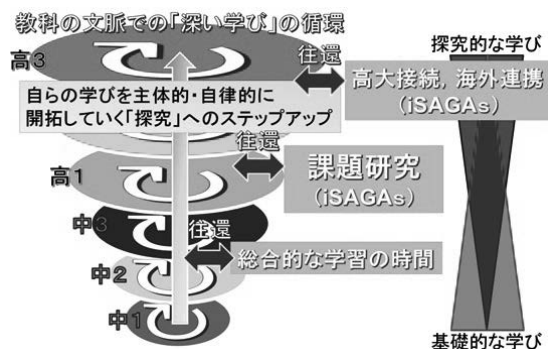 教科の文脈での「深い学び」の循環
往還
探究的な学び
高3
高大接続,海外連携
(iSAGAs)
自らの学びを主体的・自律的に
開拓していく「探究」へのステップアップ
往還
高1
課題研究
(iSAGAs)
中3
往還
総合的な学習の時間
中2
中1
基礎的な学び